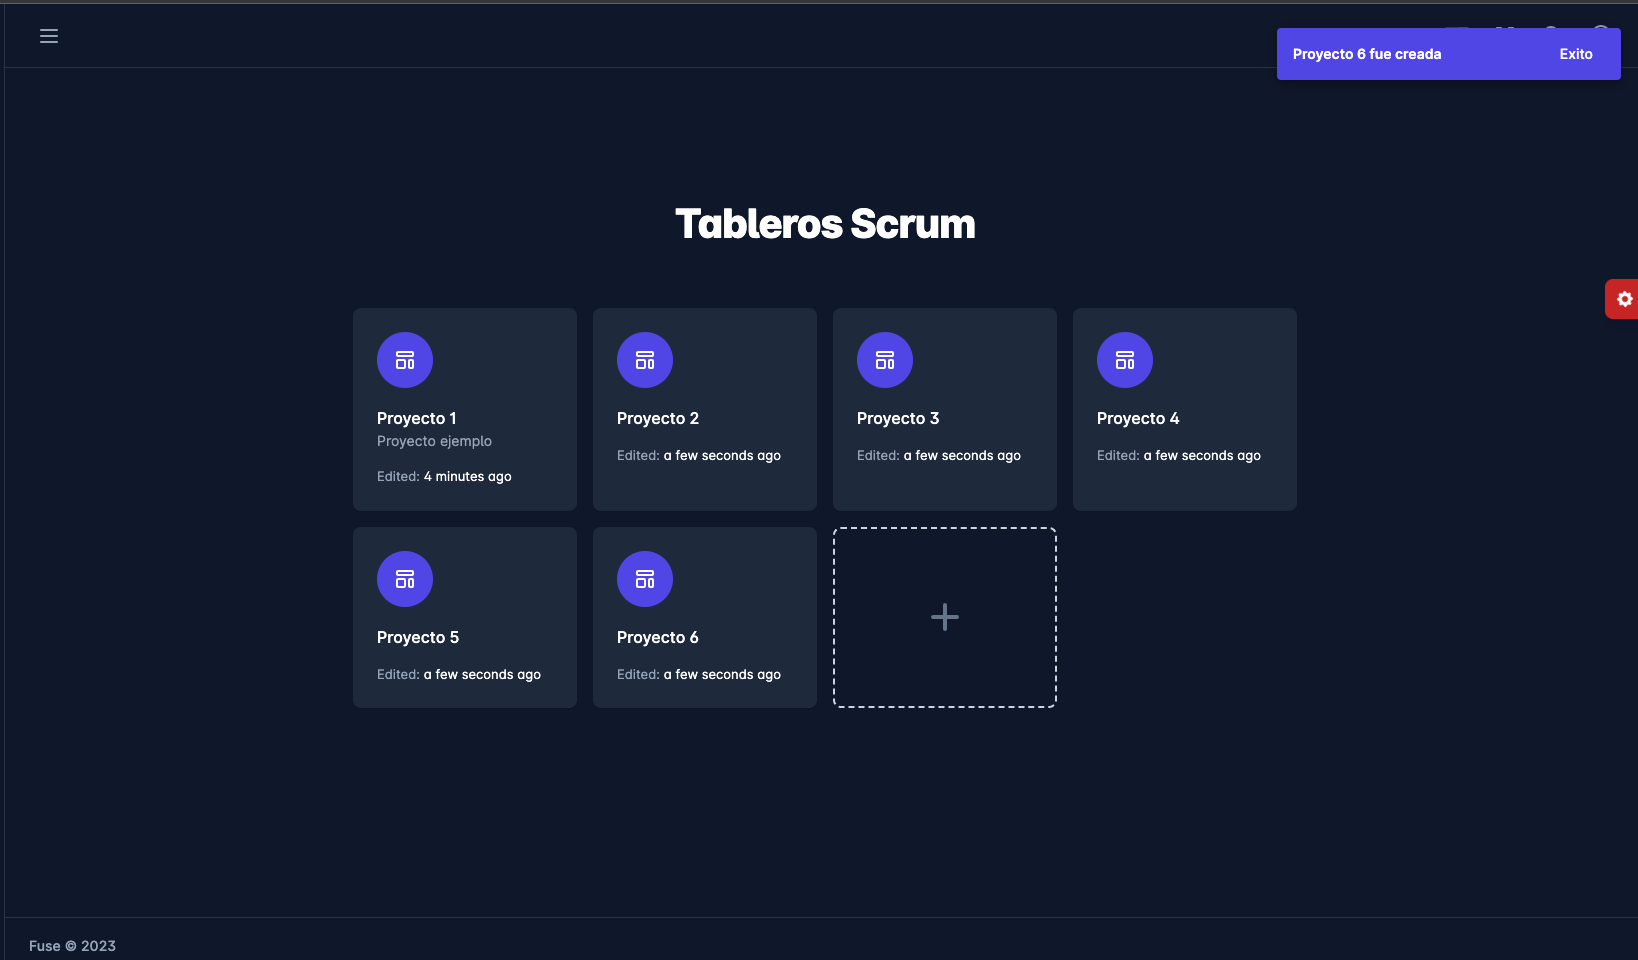 Proyecto 6 fue creada Exito
Tableros Scrum
Proyecto 1
Proyecto ejemplo
Edited: 4 minutes ago
Proyecto 2
Edited: a few seconds ago
Proyecto 3
Edited: a few seconds ago
Proyecto 4
Edited: a few seconds ago
Proyecto 5
Edited: a few seconds ago
Proyecto 6
Edited: a few seconds ago
Fuse © 2023